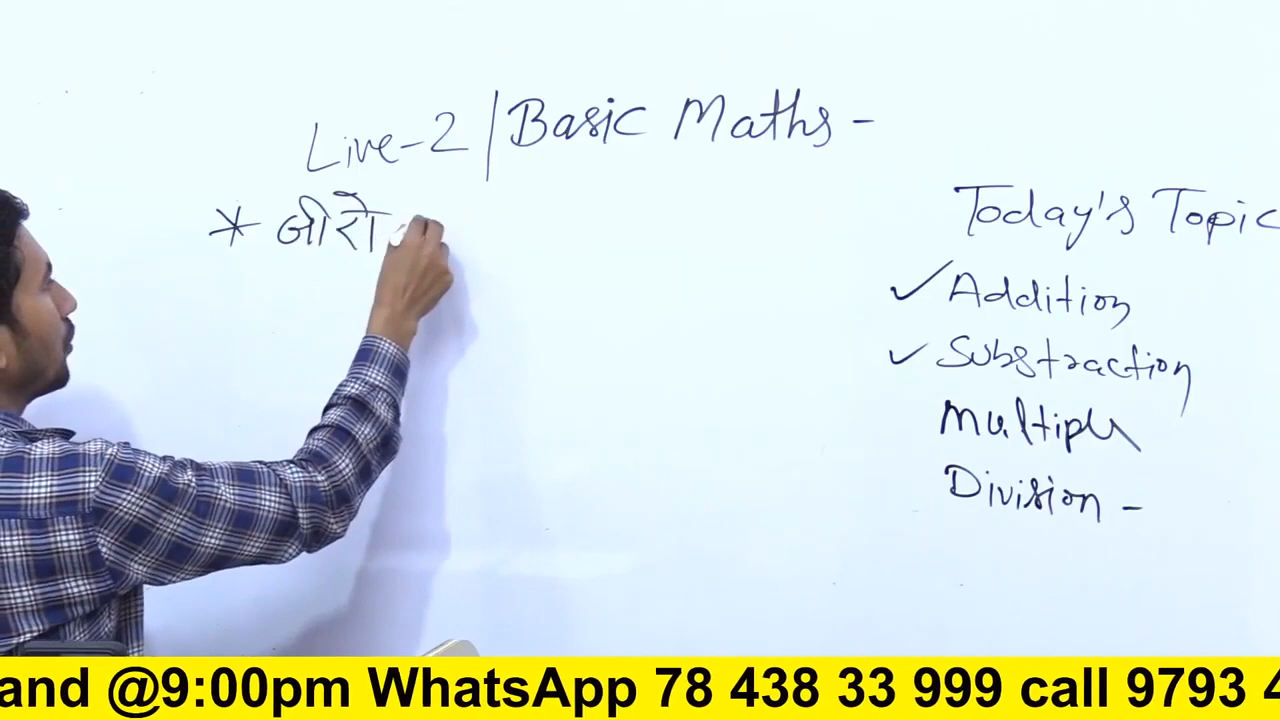 Live-2 | Basic Maths -
* जीरो
Today's Topic
✓ Addition
✓ Substraction
Multiply
Division -
and @9:00pm WhatsApp 78 438 33 999 call 9793 4